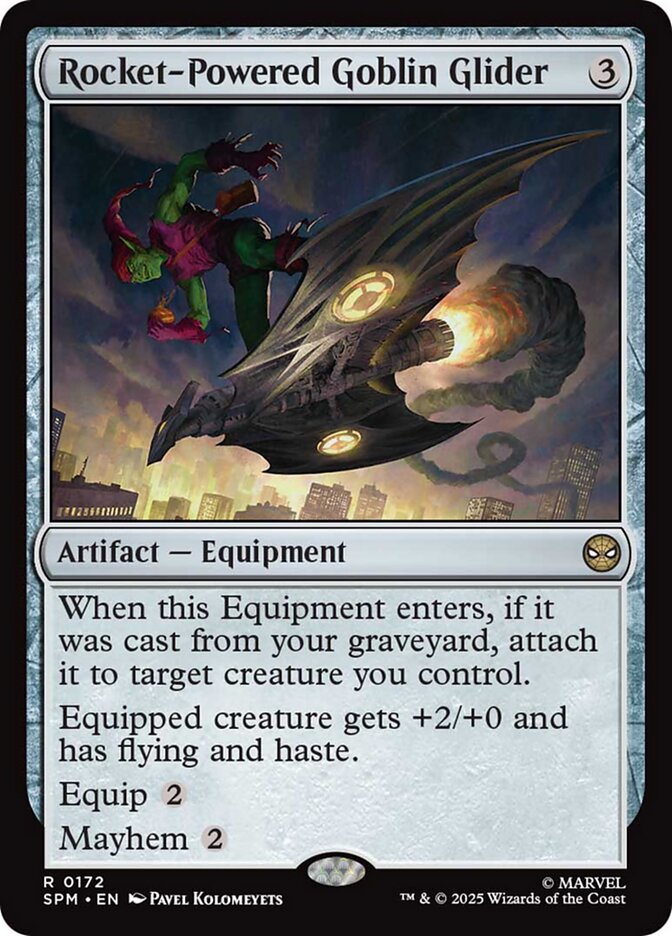 Rocket-Powered Goblin Glider 3
Artifact — Equipment
When this Equipment enters, if it
was cast from your graveyard, attach
it to target creature you control.
Equipped creature gets +2/+0 and
has flying and haste.
Equip 2
Mayhem 2
R 0172
SPM • EN Pavel Kolomeyets
© MARVEL
™ & © 2025 Wizards of the Coast